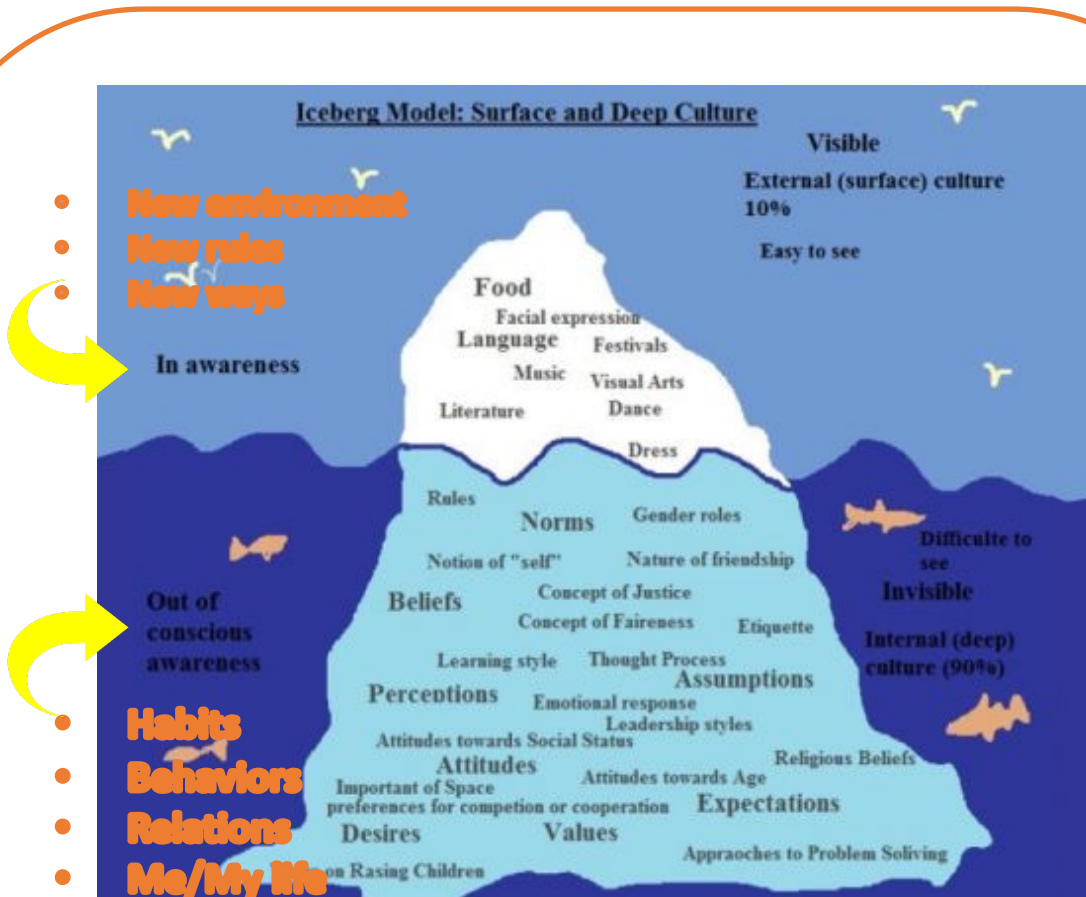 Iceberg Model: Surface and Deep Culture
Visible
External (surface) culture
10%
Easy to see
• New environment
• New rules
• New ways
In awareness
Food
Facial expression
Language
Festivals
Music
Visual Arts
Literature
Dance
Dress
Rules
Norms
Gender roles
Notion of "self"
Nature of friendship
Beliefs
Concept of Justice
Concept of Faireness
Etiquette
Learning style
Thought Process
Assumptions
Perceptions
Emotional response
Leadership styles
Attitudes towards Social Status
Religious Beliefs
Attitudes
Attitudes towards Age
Important of Space
preferences for competion or cooperation
Expectations
Desires
Values
Appraoches to Problem Soliving
on Rasing Children
Difficulte to
see
Invisible
Internal (deep)
culture (90%)
Out of
conscious
awareness
• Habits
• Behaviors
• Relations
• Me/My life